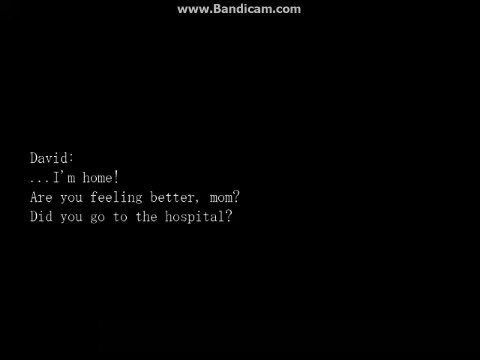 www.Bandicam.com
David:
...I'm home!
Are you feeling better, mom?
Did you go to the hospital?